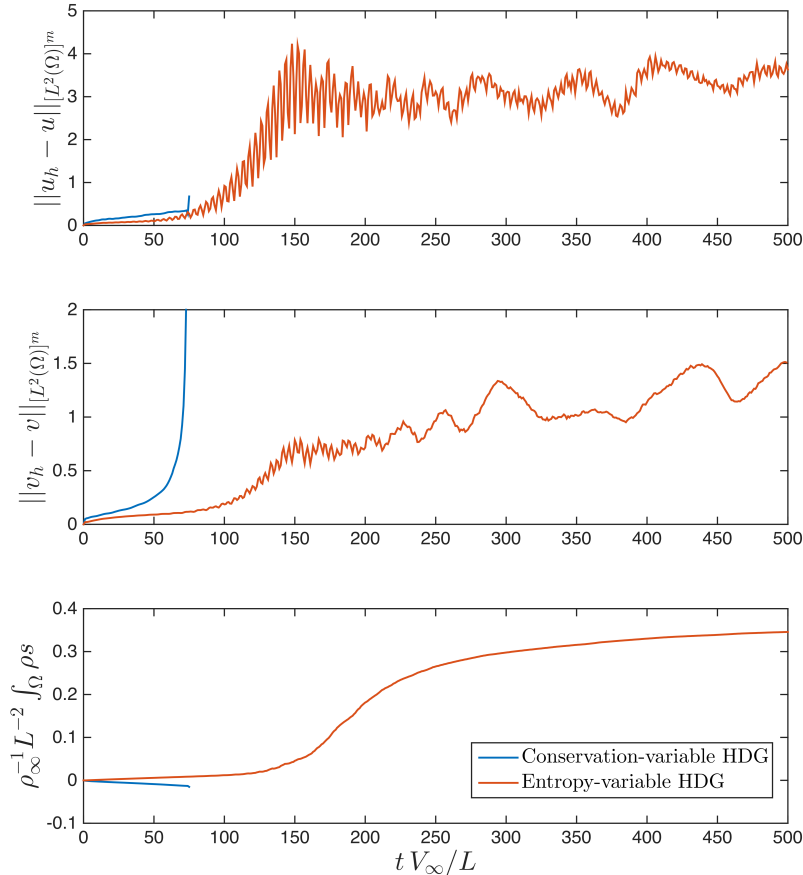 5
4
3
2
1
0
||u_h − u||_{[L^2(Ω)]^m}
0 50 100 150 200 250 300 350 400 450 500
2
1.5
1
0.5
0
||v_h − v||_{[L^2(Ω)]^m}
0 50 100 150 200 250 300 350 400 450 500
0.4
0.3
0.2
0.1
0
-0.1
ρ_∞^{-1} L^{-2} ∫_Ω ρs
Conservation-variable HDG
Entropy-variable HDG
0 50 100 150 200 250 300 350 400 450 500
t V_∞/L